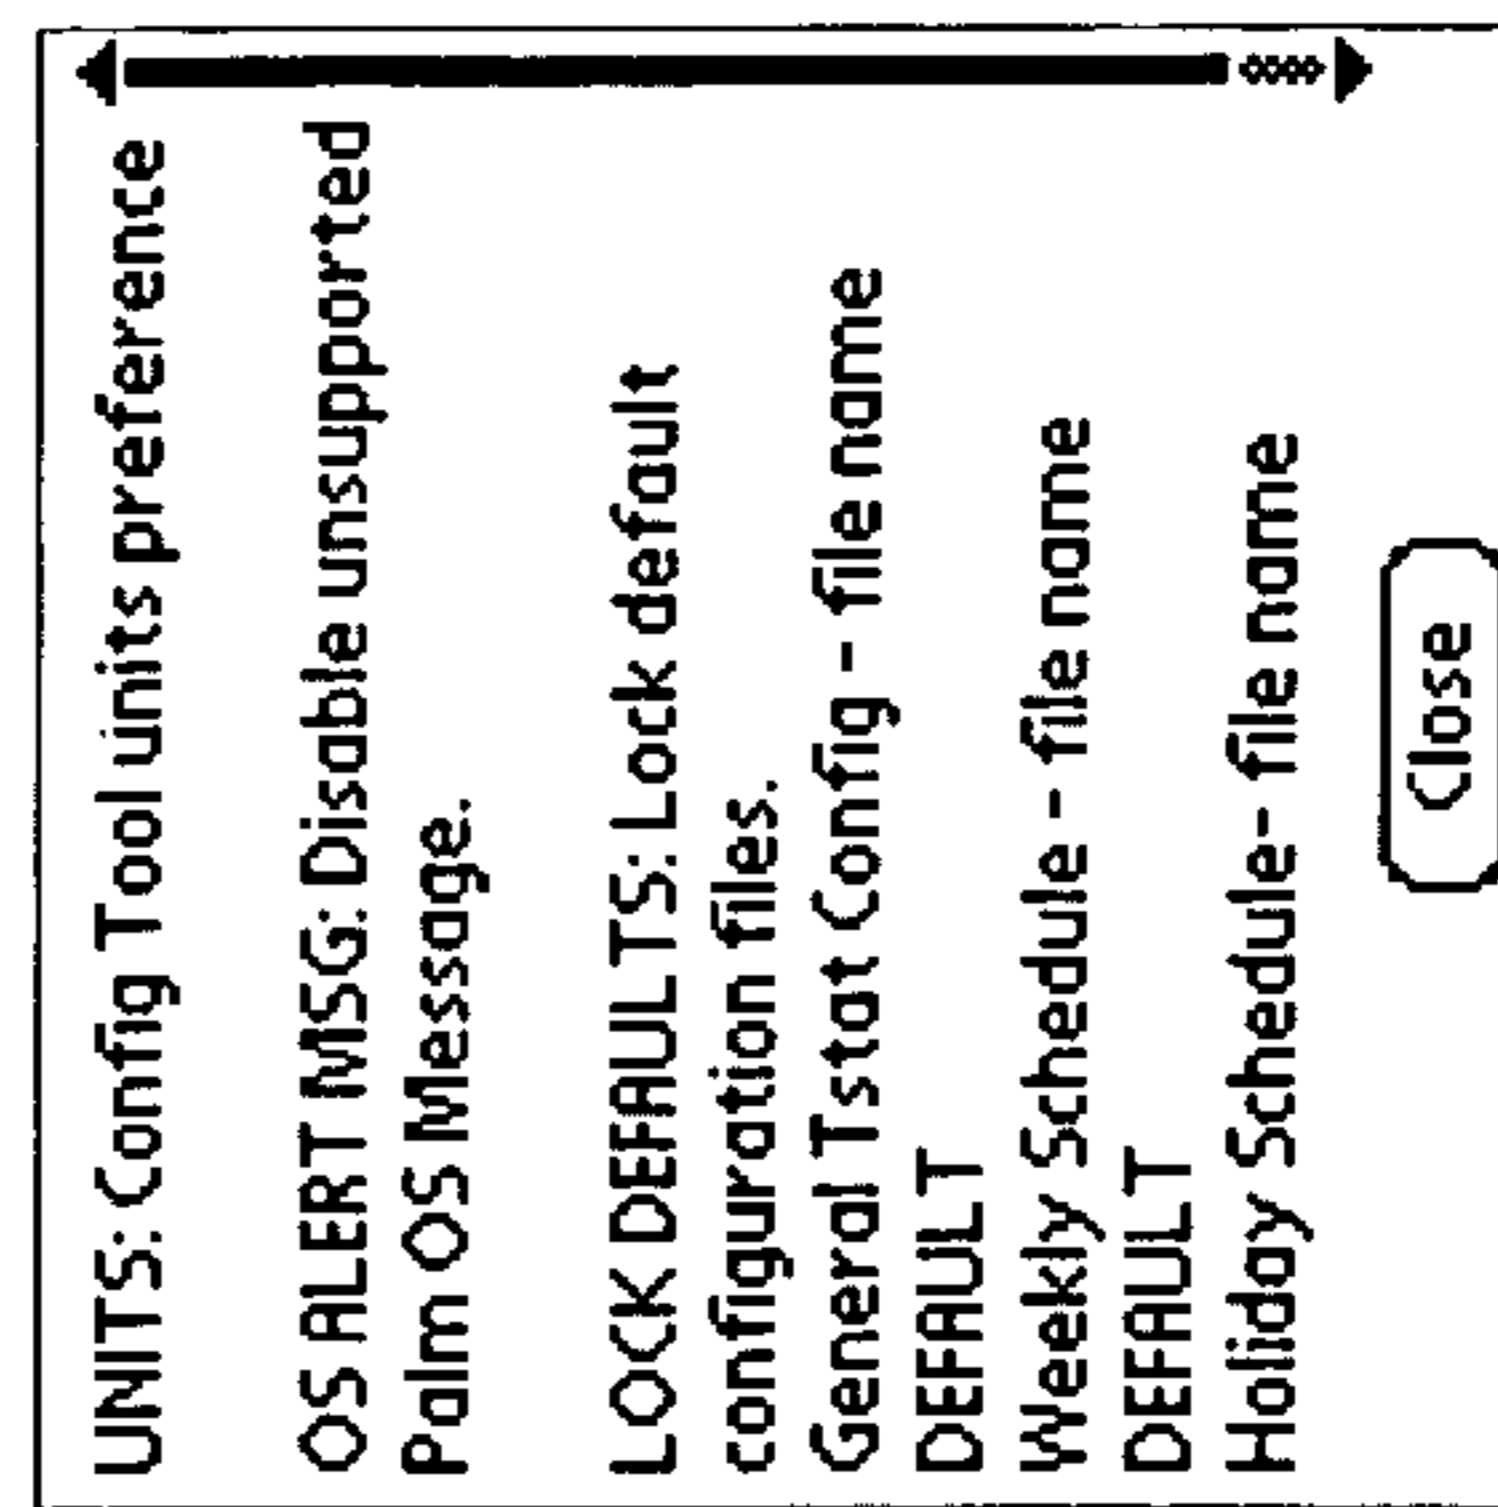 UNITS: Config Tool units preference
OS ALERT MSG: Disable unsupported
Palm OS Message.
LOCK DEFAULTS: Lock default
configuration files.
General Tstat Config - file name
DEFAULT
Weekly Schedule - file name
DEFAULT
Holiday Schedule- file name
Close